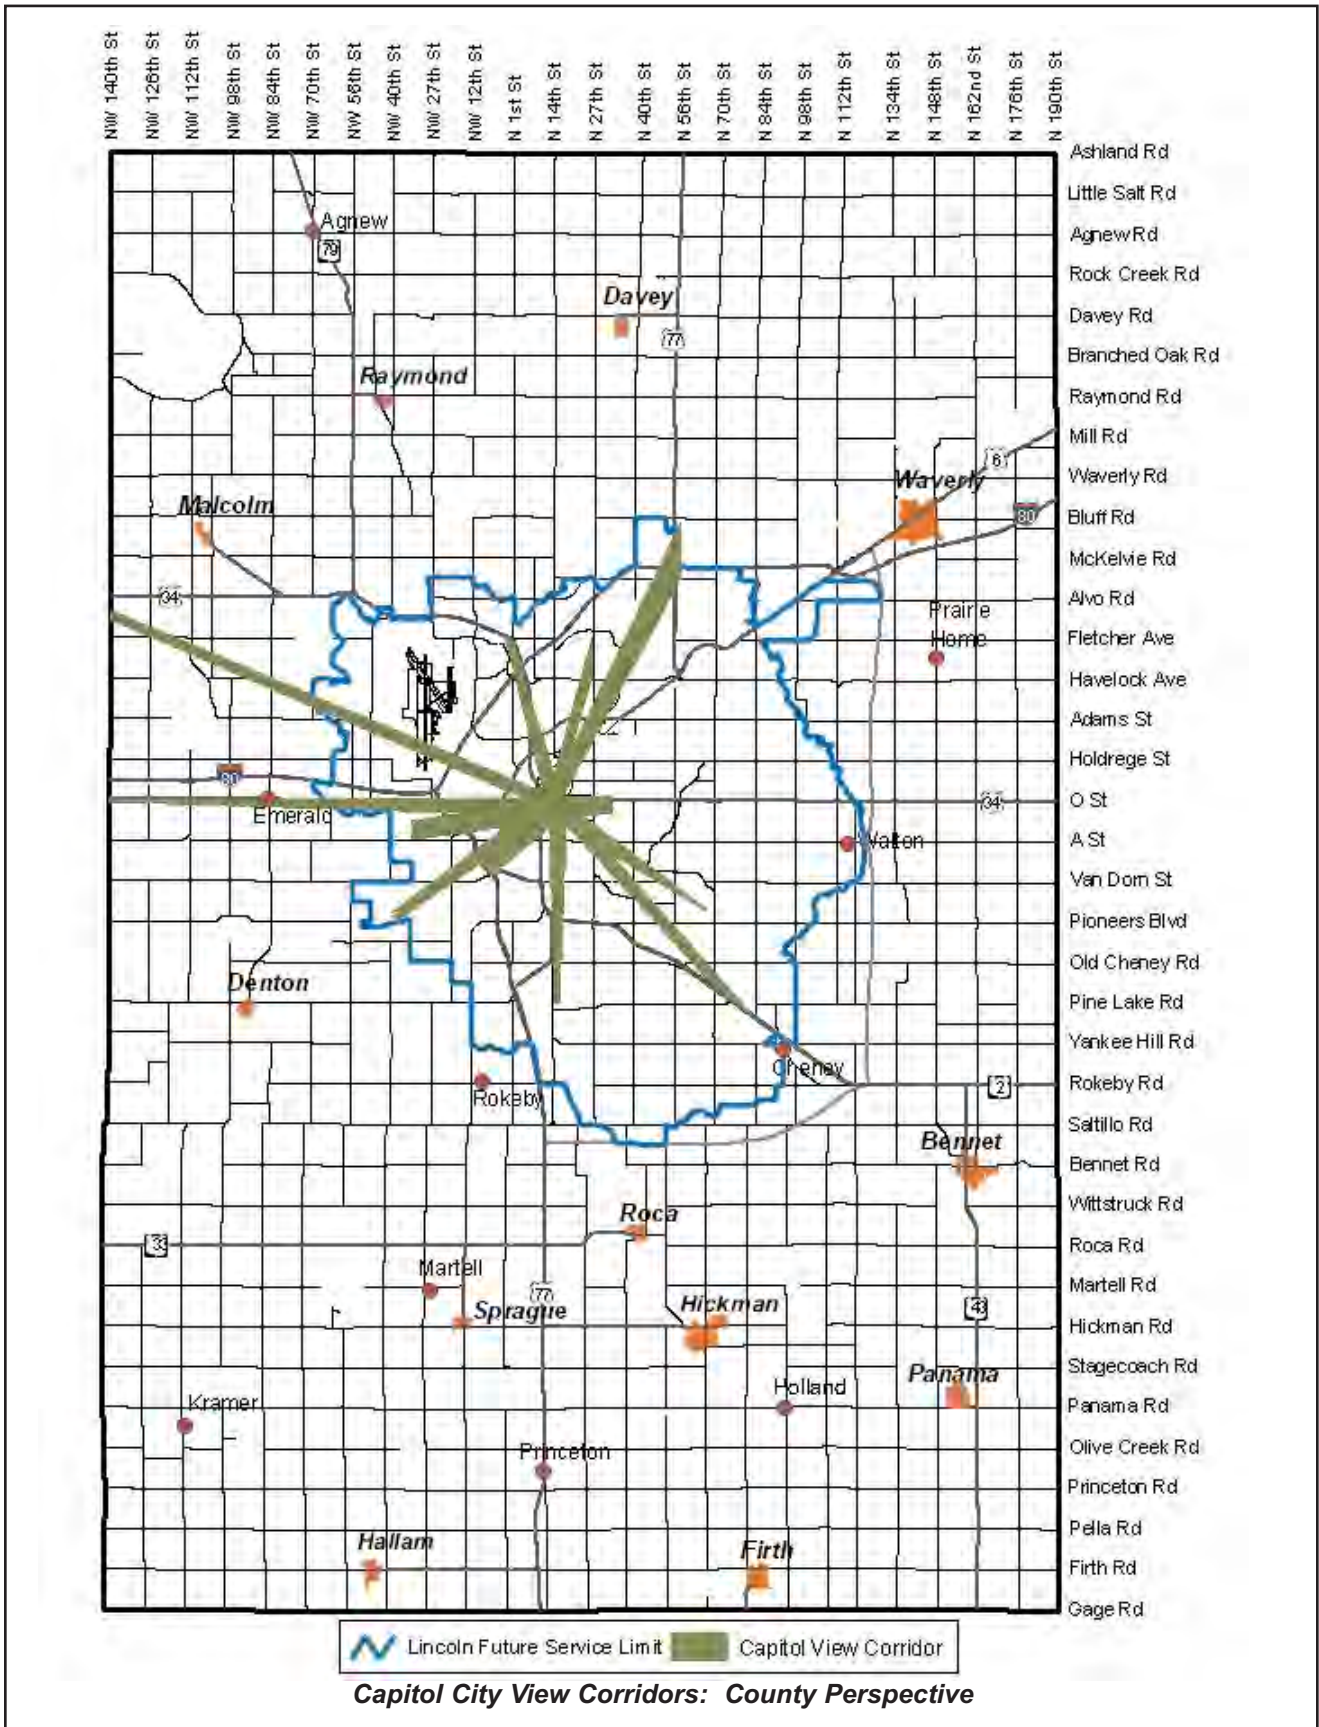 NW 140th St
NW 126th St
NW 112th St
NW 98th St
NW 84th St
NW 70th St
NW 56th St
NW 40th St
NW 27th St
NW 12th St
N 1st St
N 14th St
N 27th St
N 40th St
N 56th St
N 70th St
N 84th St
N 98th St
N 112th St
N 134th St
N 148th St
N 162nd St
N 176th St
N 190th St
Ashland Rd
Little Salt Rd
Agnew Rd
Rock Creek Rd
Davey Rd
Branched Oak Rd
Raymond Rd
Mill Rd
Waverly Rd
Bluff Rd
McKelvie Rd
Alvo Rd
Fletcher Ave
Havelock Ave
Adams St
Holdrege St
O St
A St
Van Dorn St
Pioneers Blvd
Old Cheney Rd
Pine Lake Rd
Yankee Hill Rd
Rokeby Rd
Saltillo Rd
Bennet Rd
Wittstruck Rd
Roca Rd
Martell Rd
Hickman Rd
Stagecoach Rd
Panama Rd
Olive Creek Rd
Princeton Rd
Pella Rd
Firth Rd
Gage Rd
Agnew
79
Davey
77
Raymond
6
Waverly
80
Malcolm
34
Prairie
Home
80
Emerald
34
Walton
Denton
Cheney
2
Rokeby
Bennet
Roca
33
Martell
77
Sprague
Hickman
43
Panama
Holland
Kramer
Princeton
Hallam
Firth
Lincoln Future Service Limit
Capitol View Corridor
Capitol City View Corridors: County Perspective